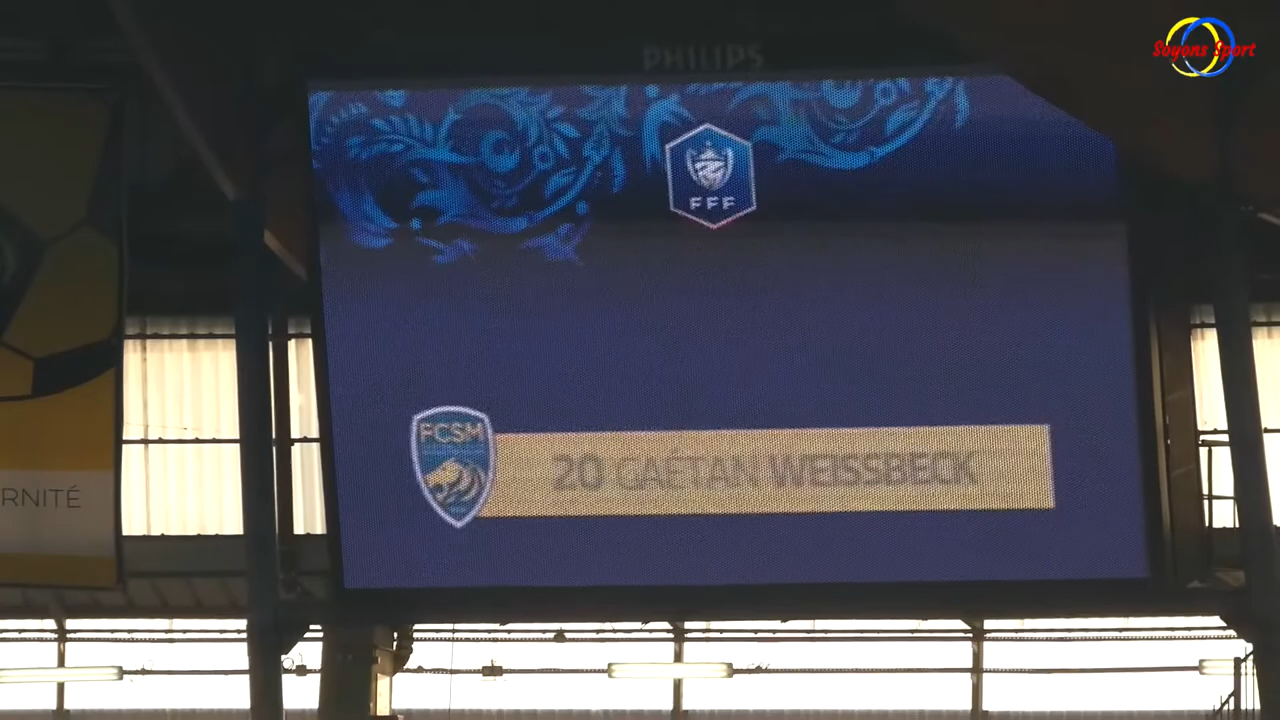 Soyons Sport
PHILIPS
FFF
FCSM
20 GAËTAN WEISSBECK
RNITÉ